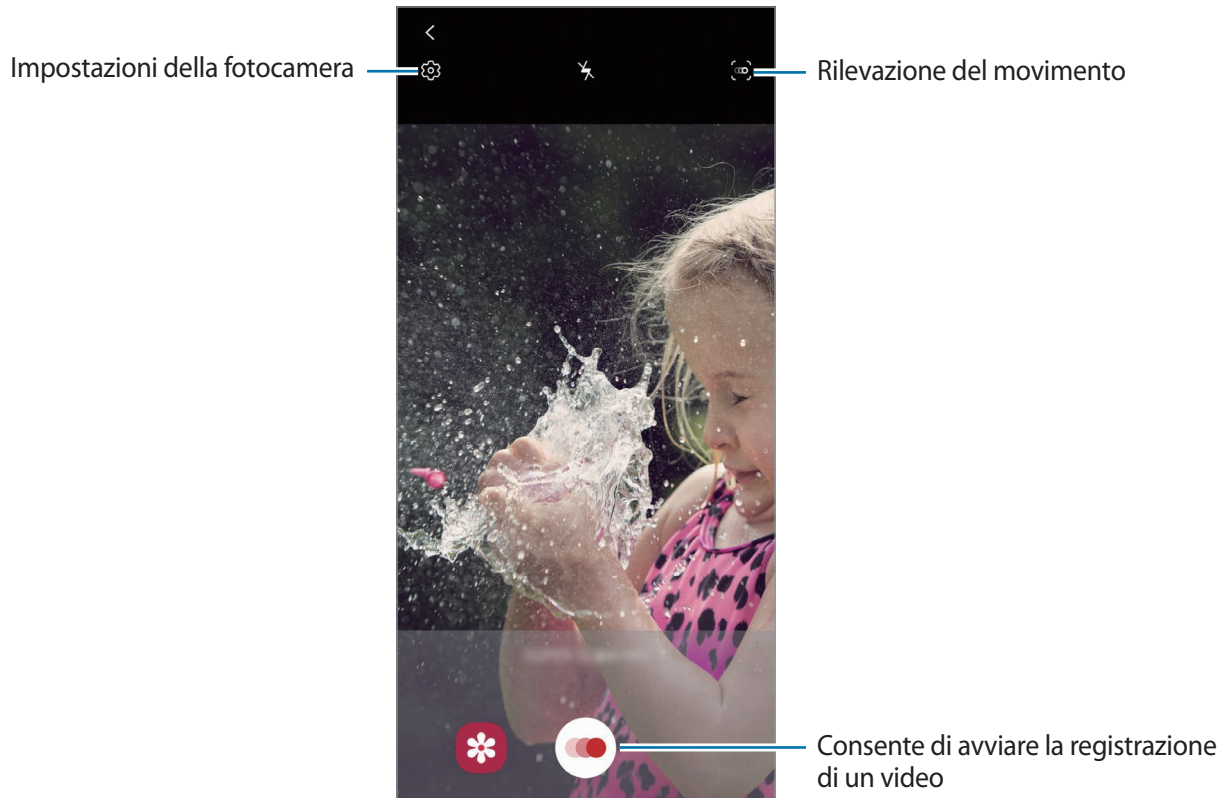 Impostazioni della fotocamera
Rilevazione del movimento
Consente di avviare la registrazione
di un video